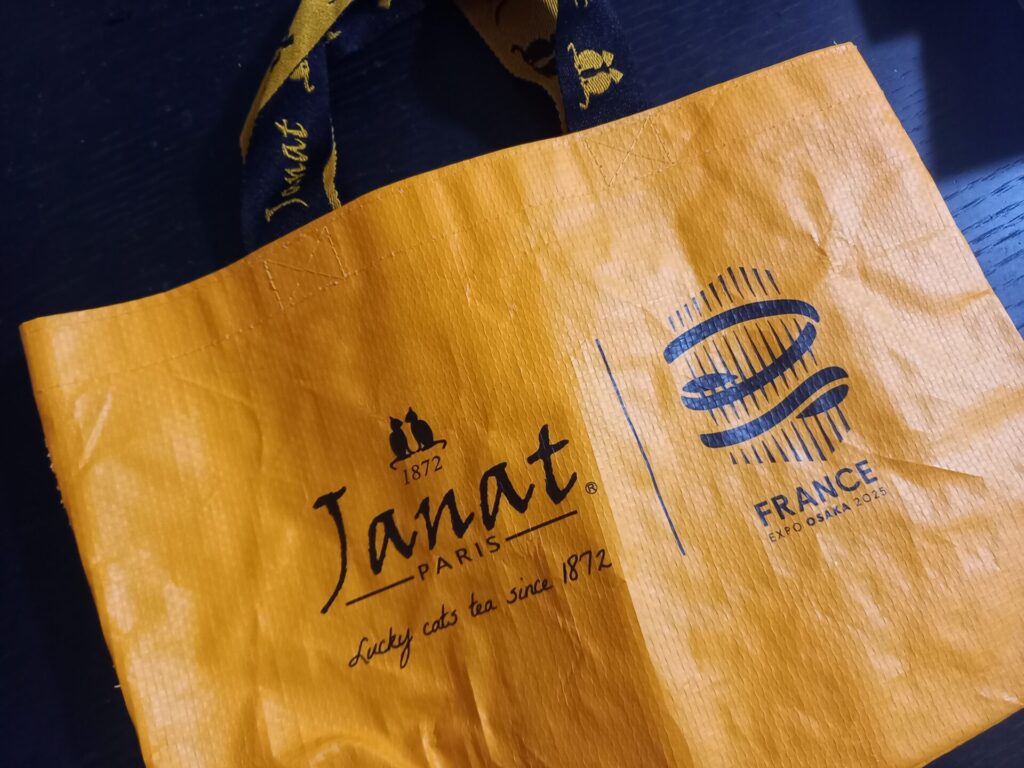 Janat
1872
Janat®
PARIS
Lucky cats tea since 1872
FRANCE
EXPO OSAKA 2025